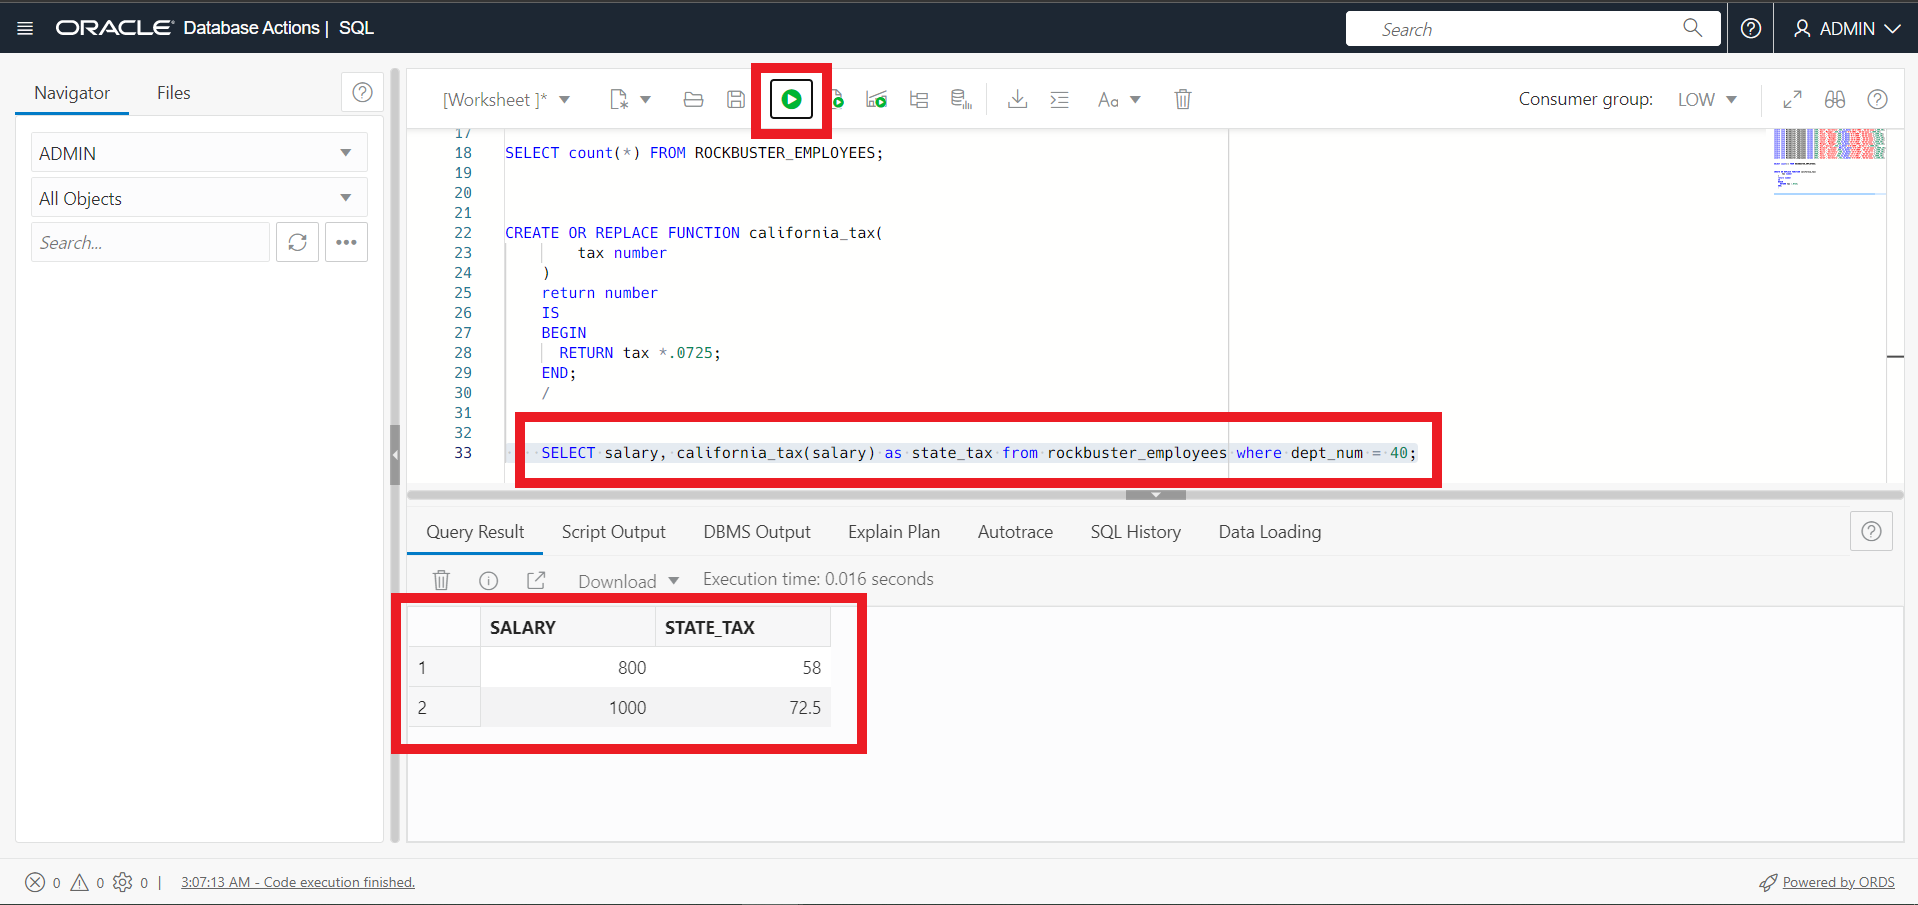 ORACLE Database Actions | SQL
Search
ADMIN
Navigator
Files
ADMIN
All Objects
Search...
[Worksheet ]*
Aa
Consumer group:
LOW
17
18 SELECT count(*) FROM ROCKBUSTER_EMPLOYEES;
19
20
21
22 CREATE OR REPLACE FUNCTION california_tax(
23 tax number
24 )
25 return number
26 IS
27 BEGIN
28 RETURN tax *.0725;
29 END;
30 /
31
32
33 SELECT salary, california_tax(salary) as state_tax from rockbuster_employees where dept_num = 40;
Query Result
Script Output
DBMS Output
Explain Plan
Autotrace
SQL History
Data Loading
Download
Execution time: 0.016 seconds
SALARY STATE_TAX
1 800 58
2 1000 72.5
0 0 0 | 3:07:13 AM - Code execution finished.
Powered by ORDS